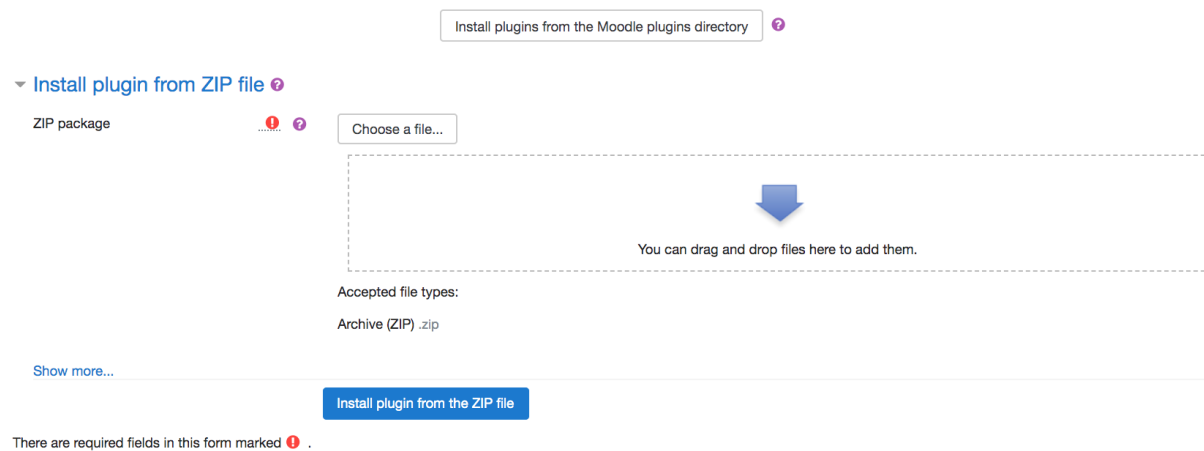 Install plugins from the Moodle plugins directory
Install plugin from ZIP file
ZIP package
Choose a file...
You can drag and drop files here to add them.
Accepted file types:
Archive (ZIP) .zip
Show more...
Install plugin from the ZIP file
There are required fields in this form marked .